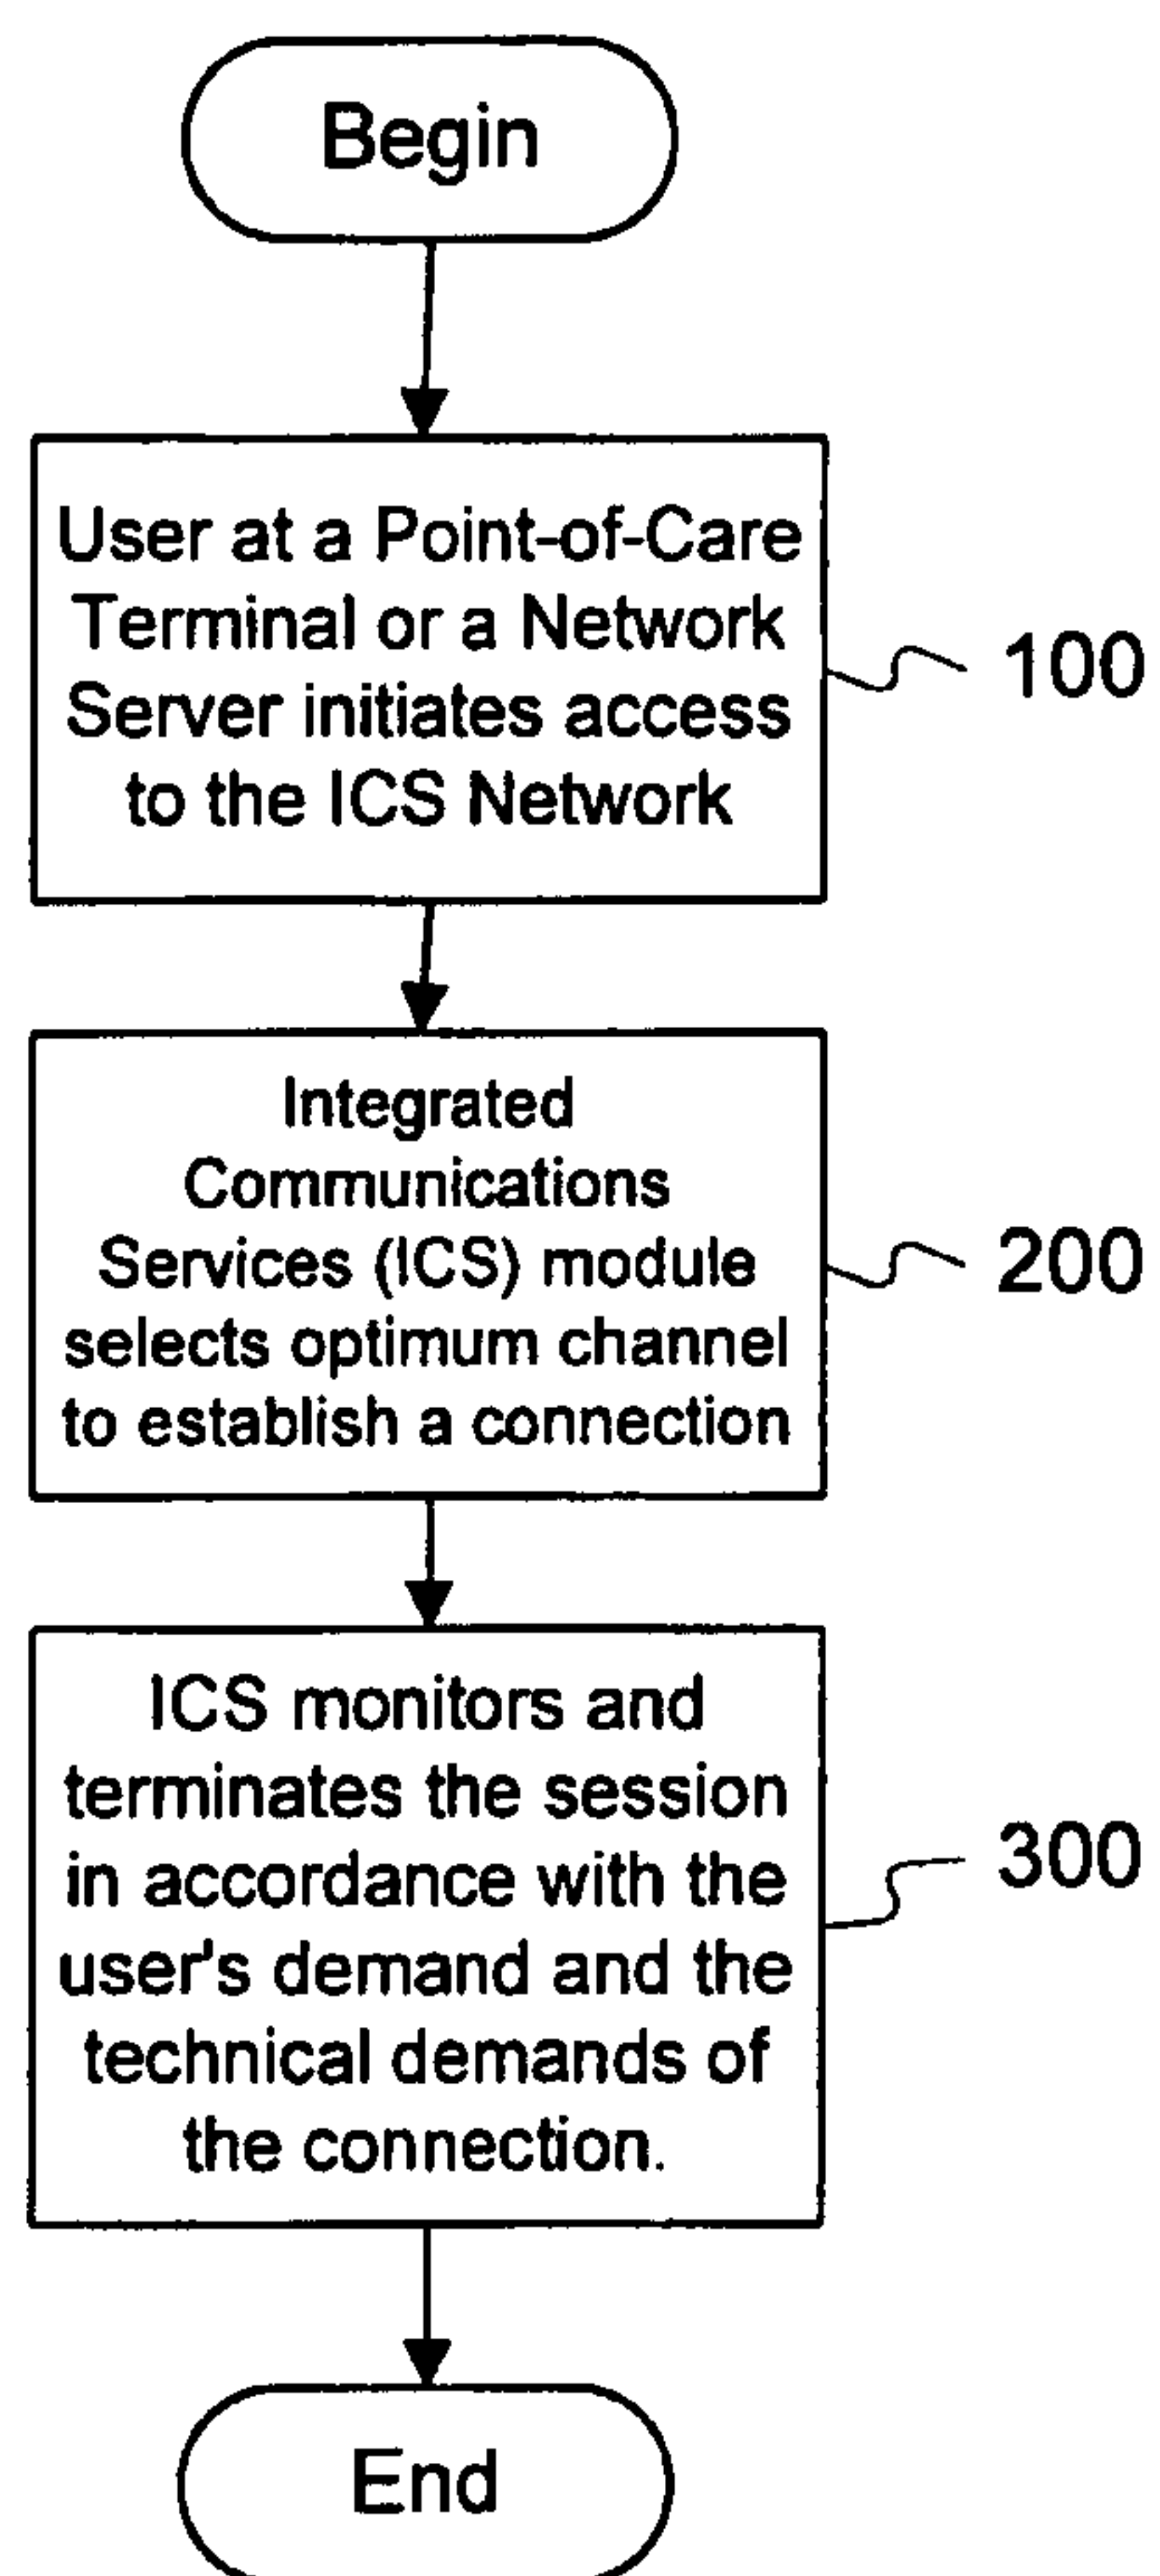 Begin
User at a Point-of-Care
Terminal or a Network
Server initiates access
to the ICS Network
100
Integrated
Communications
Services (ICS) module
selects optimum channel
to establish a connection
200
ICS monitors and
terminates the session
in accordance with the
user's demand and the
technical demands of
the connection.
300
End